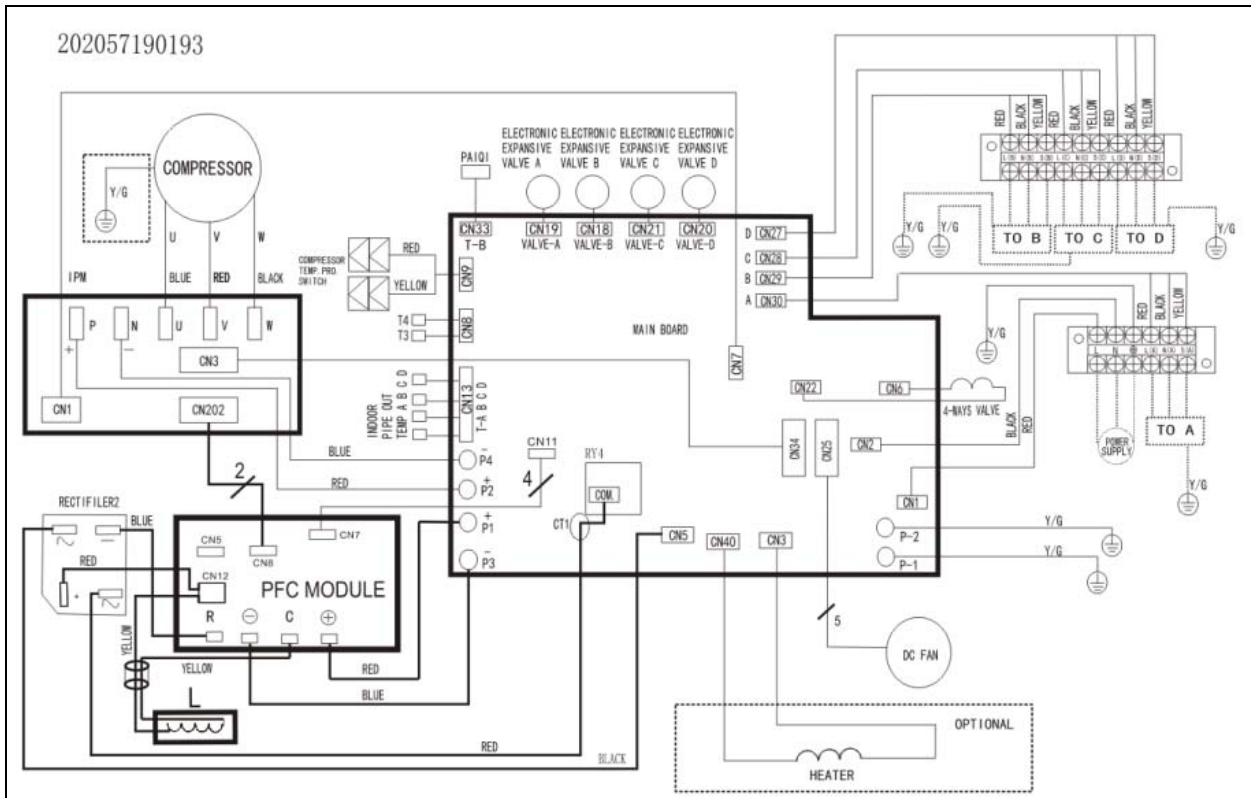 202057190193
COMPRESSOR
Y/G
U
V
W
IPM
BLUE
RED
BLACK
P
N
U
V
W
+
−
CN3
CN1
CN202
PAIQI
CN33
T-B
ELECTRONIC EXPANSIVE VALVE A
ELECTRONIC EXPANSIVE VALVE B
ELECTRONIC EXPANSIVE VALVE C
ELECTRONIC EXPANSIVE VALVE D
CN19
CN18
CN21
CN20
VALVE-A
VALVE-B
VALVE-C
VALVE-D
COMPRESSOR
TEMP. PRO.
SWITCH
RED
YELLOW
CN9
T4
T3
CN8
INDOOR
PIPE OUT
TEMP A B C D
CN13
T-A B C D
MAIN BOARD
CN7
D CN27
C CN28
B CN29
A CN30
CN22
CN6
4-WAYS VALVE
CN34
CN25
CN2
CN1
BLACK
RED
P-2
P-1
Y/G
Y/G
CN11
4
RY4
COM.
CT1
BLUE
RED
−
P4
+
P2
+
P1
−
P3
CN5
CN40
CN3
5
DC FAN
OPTIONAL
HEATER
2
RECTIFILER2
BLUE
RED
+
YELLOW
YELLOW
L
CN5
CN8
CN7
CN12
PFC MODULE
R
C
RED
BLUE
RED
BLACK
RED
BLACK
YELLOW
RED
BLACK
YELLOW
RED
BLACK
YELLOW
TO B
TO C
TO D
Y/G
Y/G
Y/G
Y/G
RED
BLACK
YELLOW
L
N
L(A)
N(A)
S(A)
POWER
SUPPLY
TO A
Y/G